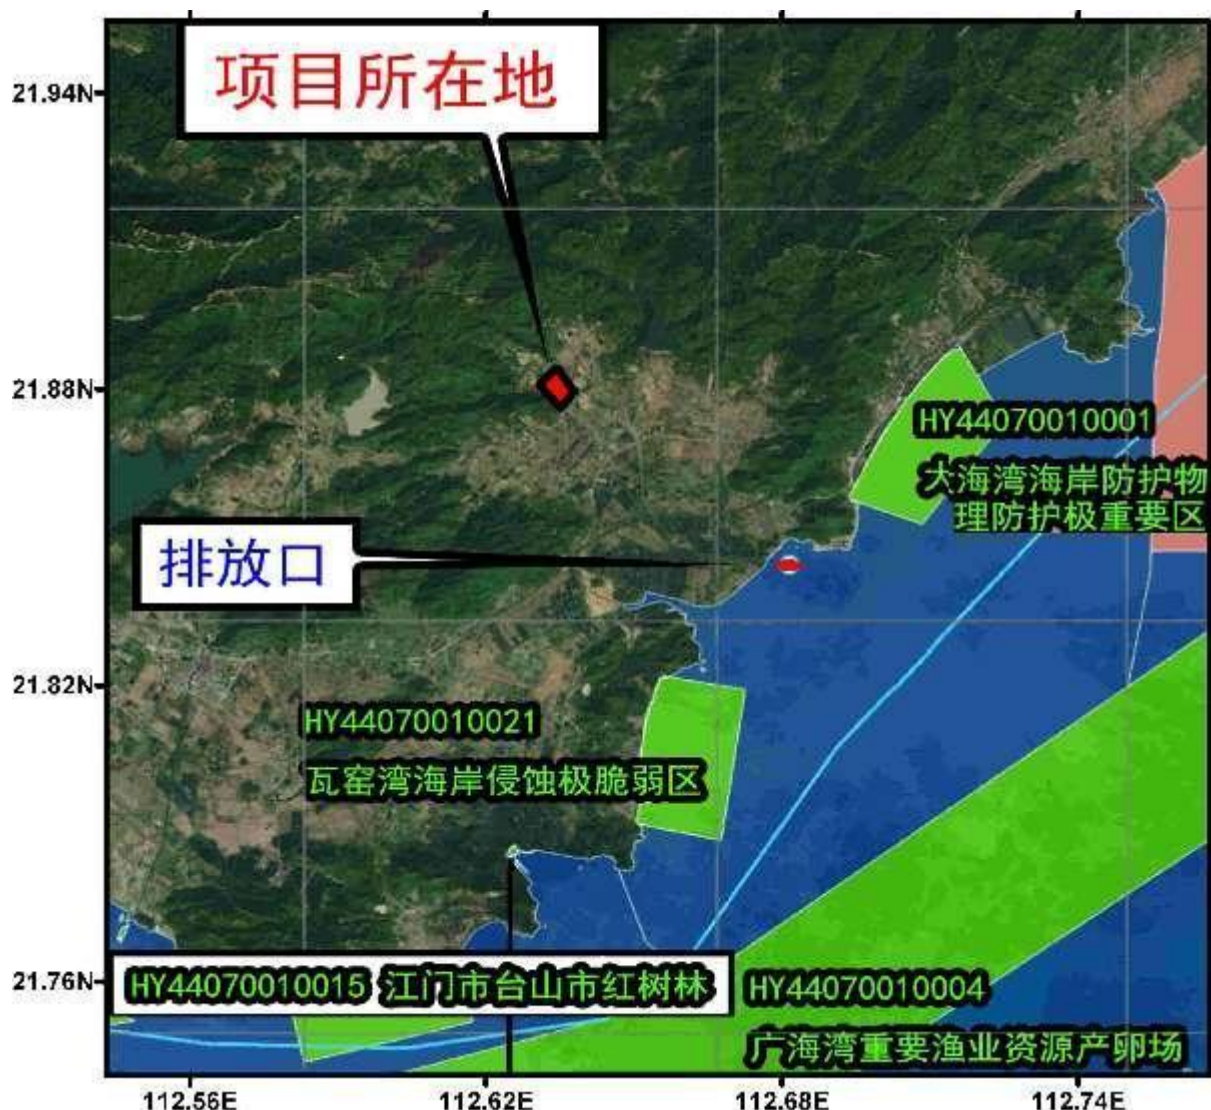 项目所在地
21.94N
21.88N
HY44070010001
大海湾海岸防护物
理防护极重要区
排放口
21.82N
HY44070010021
瓦窑湾海岸侵蚀极脆弱区
21.76N
HY44070010015 江门市台山市红树林
HY44070010004
广海湾重要渔业资源产卵场
112.56E
112.62E
112.68E
112.74E